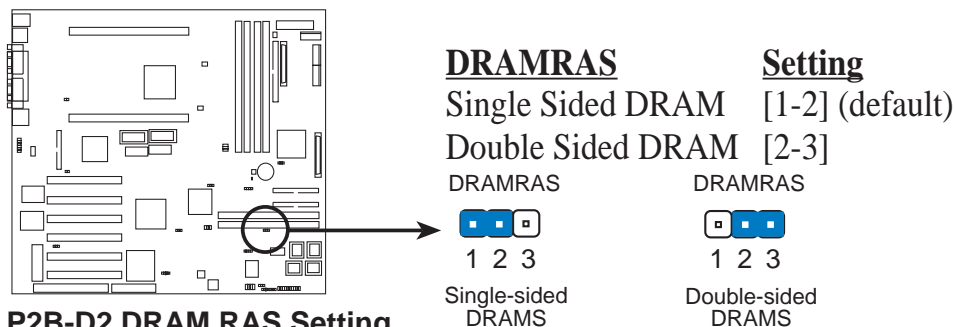 DRAMRAS Setting
Single Sided DRAM [1-2] (default)
Double Sided DRAM [2-3]
DRAMRAS DRAMRAS
1 2 3 1 2 3
Single-sided Double-sided
DRAMS DRAMS
P2B-D2 DRAM RAS Setting